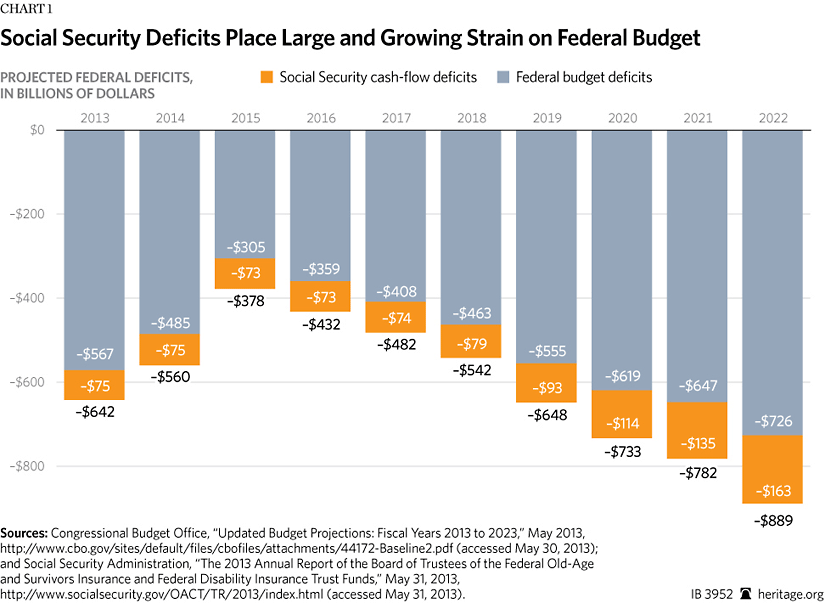 CHART 1
Social Security Deficits Place Large and Growing Strain on Federal Budget
PROJECTED FEDERAL DEFICITS,
IN BILLIONS OF DOLLARS
Social Security cash-flow deficits
Federal budget deficits
2013 2014 2015 2016 2017 2018 2019 2020 2021 2022
$0
–$200
–$400
–$600
–$800
–$567
–$75
–$642
–$485
–$75
–$560
–$305
–$73
–$378
–$359
–$73
–$432
–$408
–$74
–$482
–$463
–$79
–$542
–$555
–$93
–$648
–$619
–$114
–$733
–$647
–$135
–$782
–$726
–$163
–$889
Sources: Congressional Budget Office, “Updated Budget Projections: Fiscal Years 2013 to 2023,” May 2013,
http://www.cbo.gov/sites/default/files/cbofiles/attachments/44172-Baseline2.pdf (accessed May 30, 2013);
and Social Security Administration, “The 2013 Annual Report of the Board of Trustees of the Federal Old-Age
and Survivors Insurance and Federal Disability Insurance Trust Funds,” May 31, 2013,
http://www.socialsecurity.gov/OACT/TR/2013/index.html (accessed May 31, 2013).
IB 3952 heritage.org